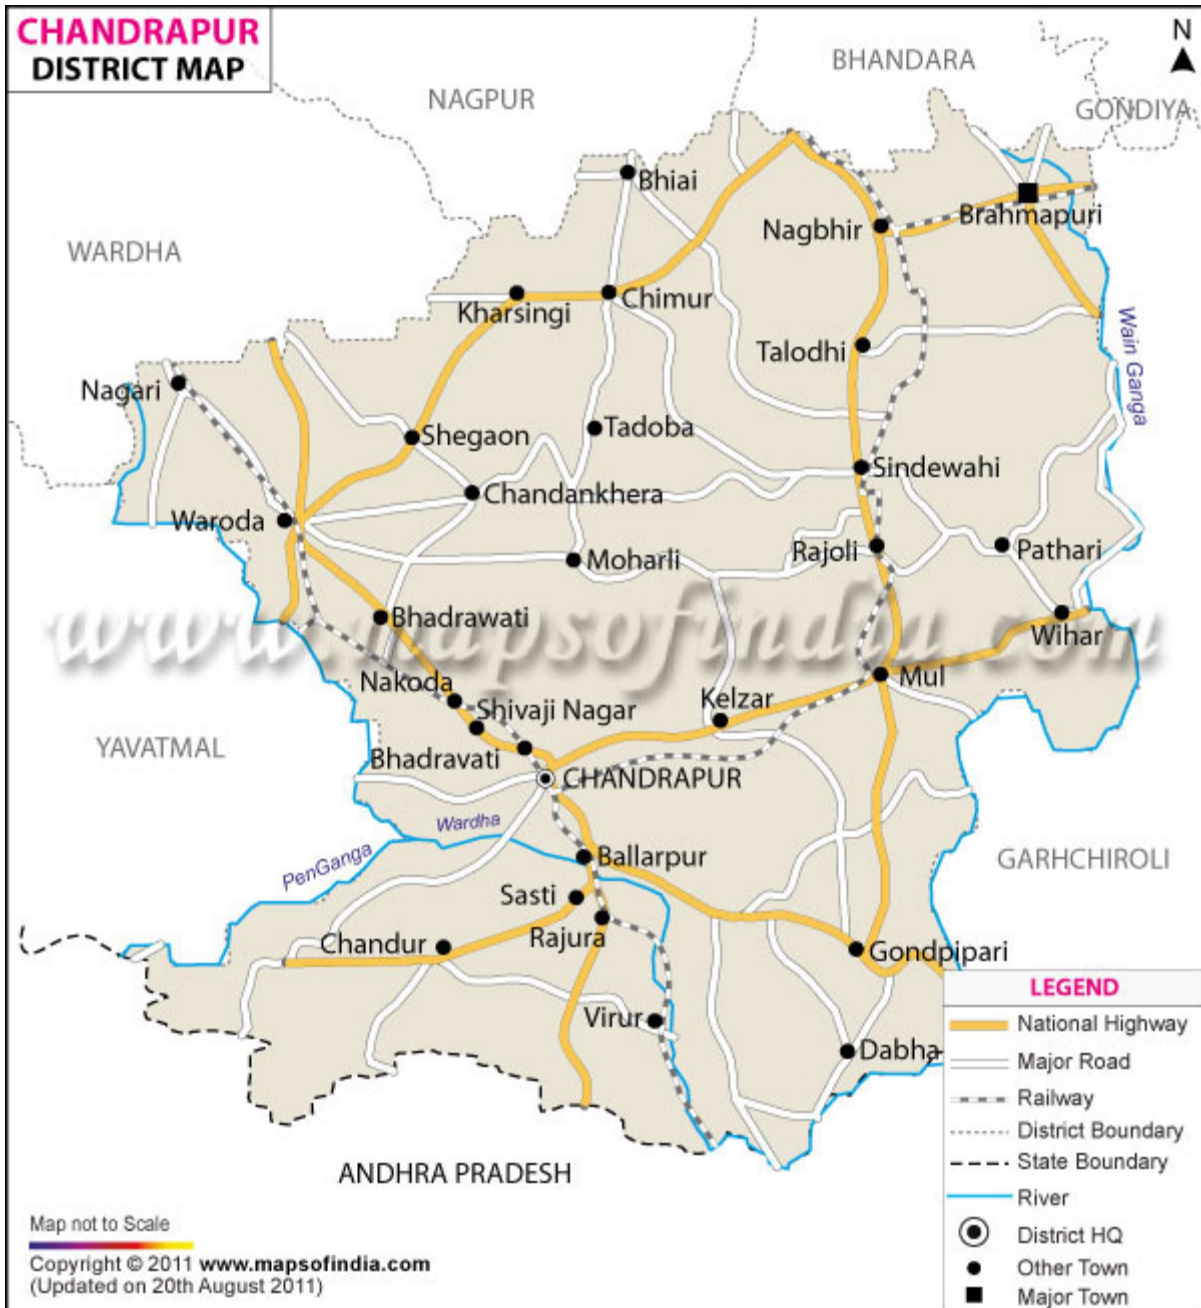 CHANDRAPUR
DISTRICT MAP
N
BHANDARA
NAGPUR
GONDIYA
Bhiai
Brahmapuri
Nagbhir
WARDHA
Kharsingi
Chimur
Wain Ganga
Talodhi
Nagari
Tadoba
Shegaon
Sindewahi
Chandankhera
Waroda
Moharli
Rajoli
Pathari
Bhadrawati
www.mapsofindia.com
Wihar
Nakoda
Mul
Kelzar
Shivaji Nagar
YAVATMAL
Bhadravati
CHANDRAPUR
Wardha
Ballarpur
GARHCHIROLI
PenGanga
Sasti
Rajura
Chandur
Gondpipari
Virur
Dabha
ANDHRA PRADESH
LEGEND
National Highway
Major Road
Railway
District Boundary
State Boundary
River
District HQ
Other Town
Major Town
Map not to Scale
Copyright © 2011 www.mapsofindia.com
(Updated on 20th August 2011)